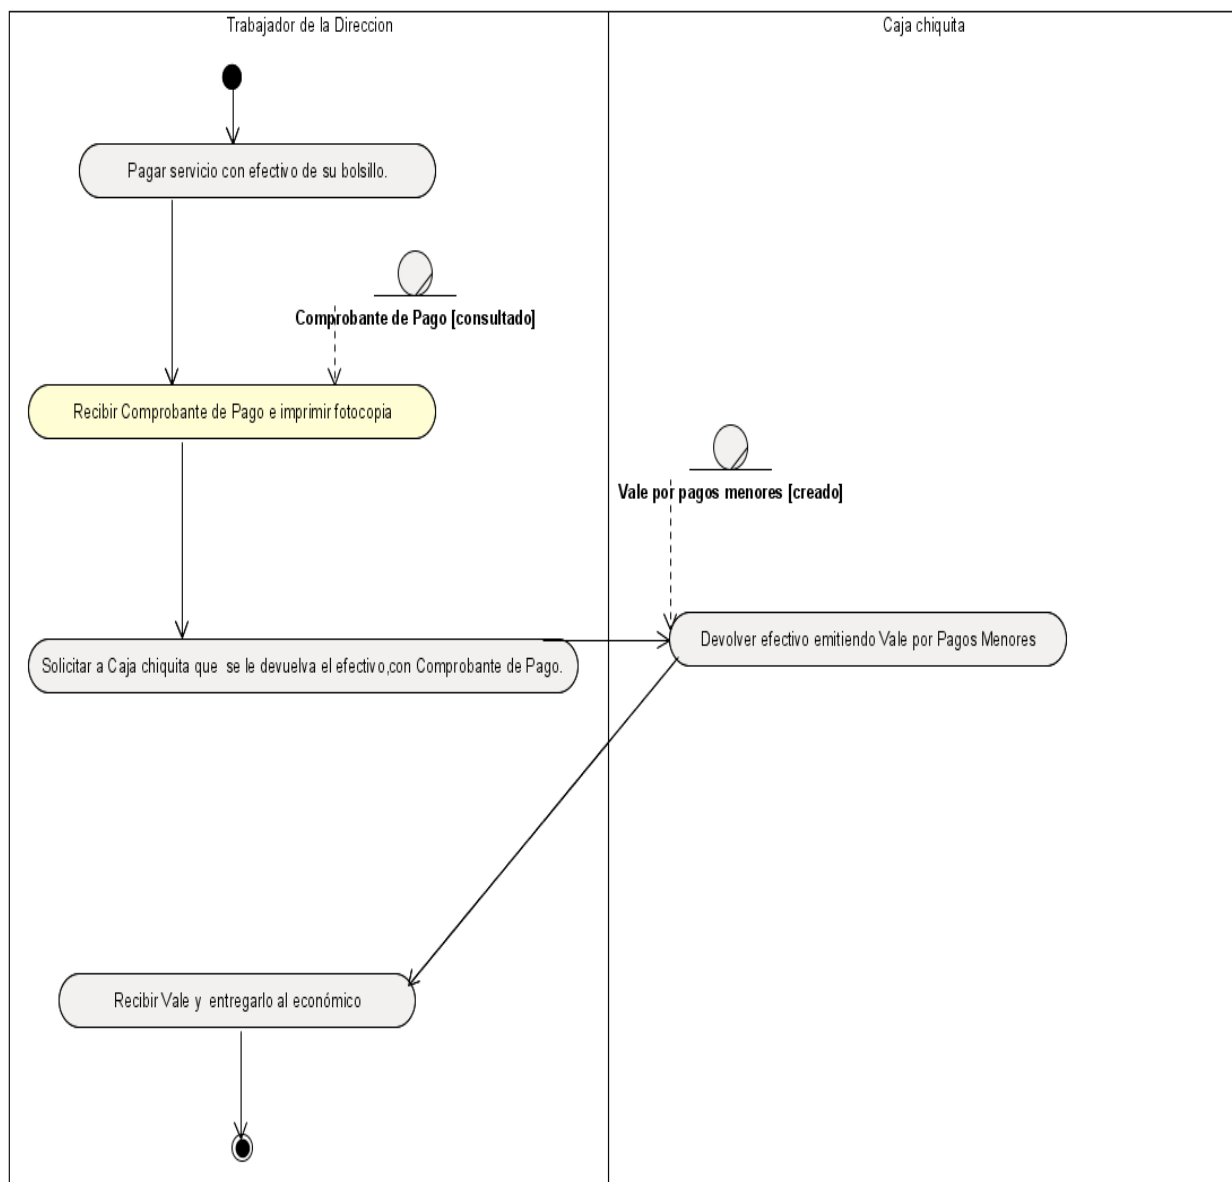 Trabajador de la Direccion
Caja chiquita
Pagar servicio con efectivo de su bolsillo.
Comprobante de Pago [consultado]
Recibir Comprobante de Pago e imprimir fotocopia
Vale por pagos menores [creado]
Solicitar a Caja chiquita que se le devuelva el efectivo,con Comprobante de Pago.
Devolver efectivo emitiendo Vale por Pagos Menores
Recibir Vale y entregarlo al económico